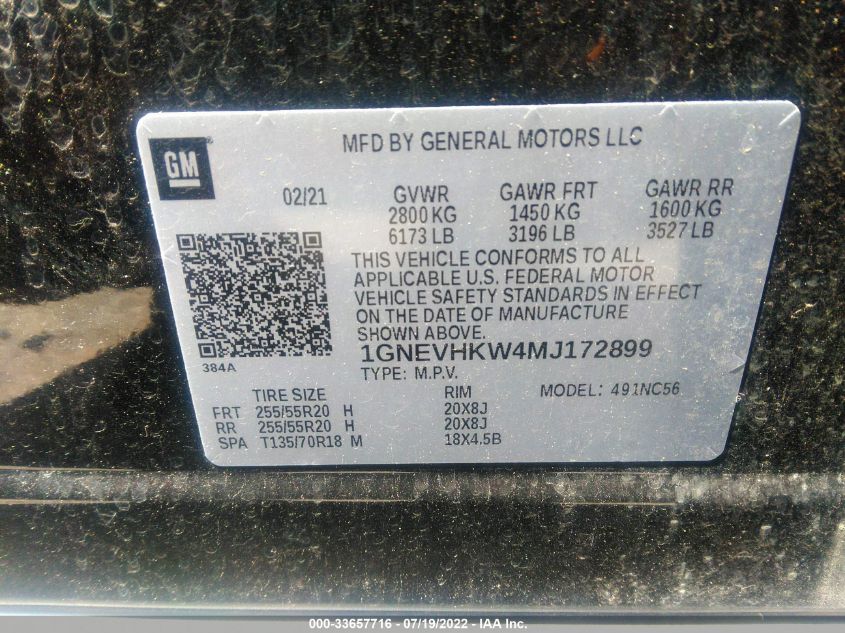 MFD BY GENERAL MOTORS LLC
GM
02/21 GVWR GAWR FRT GAWR RR
2800 KG 1450 KG 1600 KG
6173 LB 3196 LB 3527 LB
THIS VEHICLE CONFORMS TO ALL
APPLICABLE U.S. FEDERAL MOTOR
VEHICLE SAFETY STANDARDS IN EFFECT
ON THE DATE OF MANUFACTURE
SHOWN ABOVE.
1GNEVHKW4MJ172899
384A
TYPE: M.P.V.
TIRE SIZE RIM MODEL: 491NC56
FRT 255/55R20 H 20X8J
RR 255/55R20 H 20X8J
SPA T135/70R18 M 18X4.5B
000-33657716 - 07/19/2022 - © IAA, Inc.